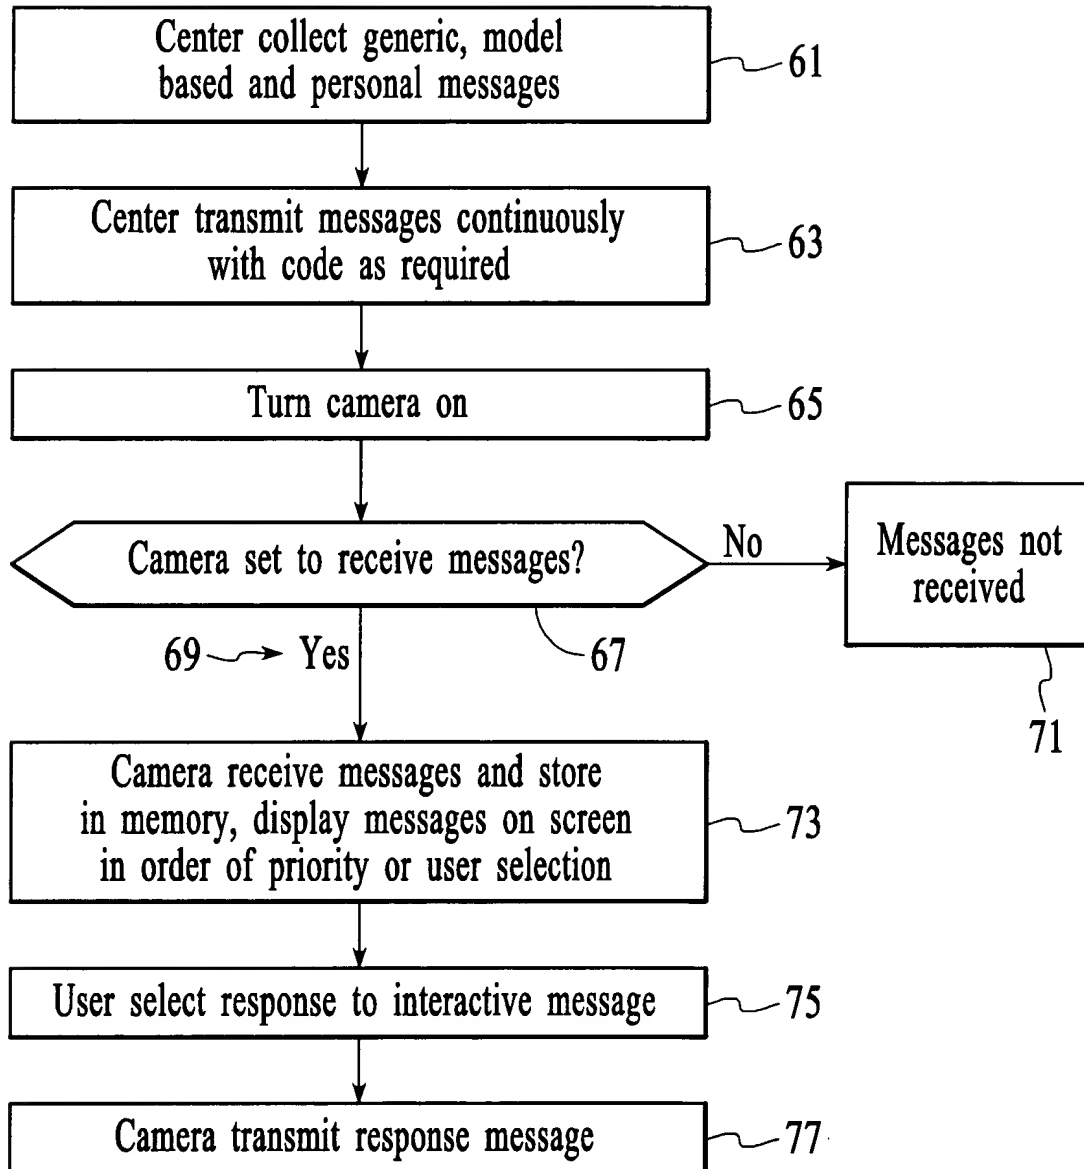 Center collect generic, model
based and personal messages
61
Center transmit messages continuously
with code as required
63
Turn camera on
65
Camera set to receive messages?
No
Messages not
received
69
Yes
67
71
Camera receive messages and store
in memory, display messages on screen
in order of priority or user selection
73
User select response to interactive message
75
Camera transmit response message
77